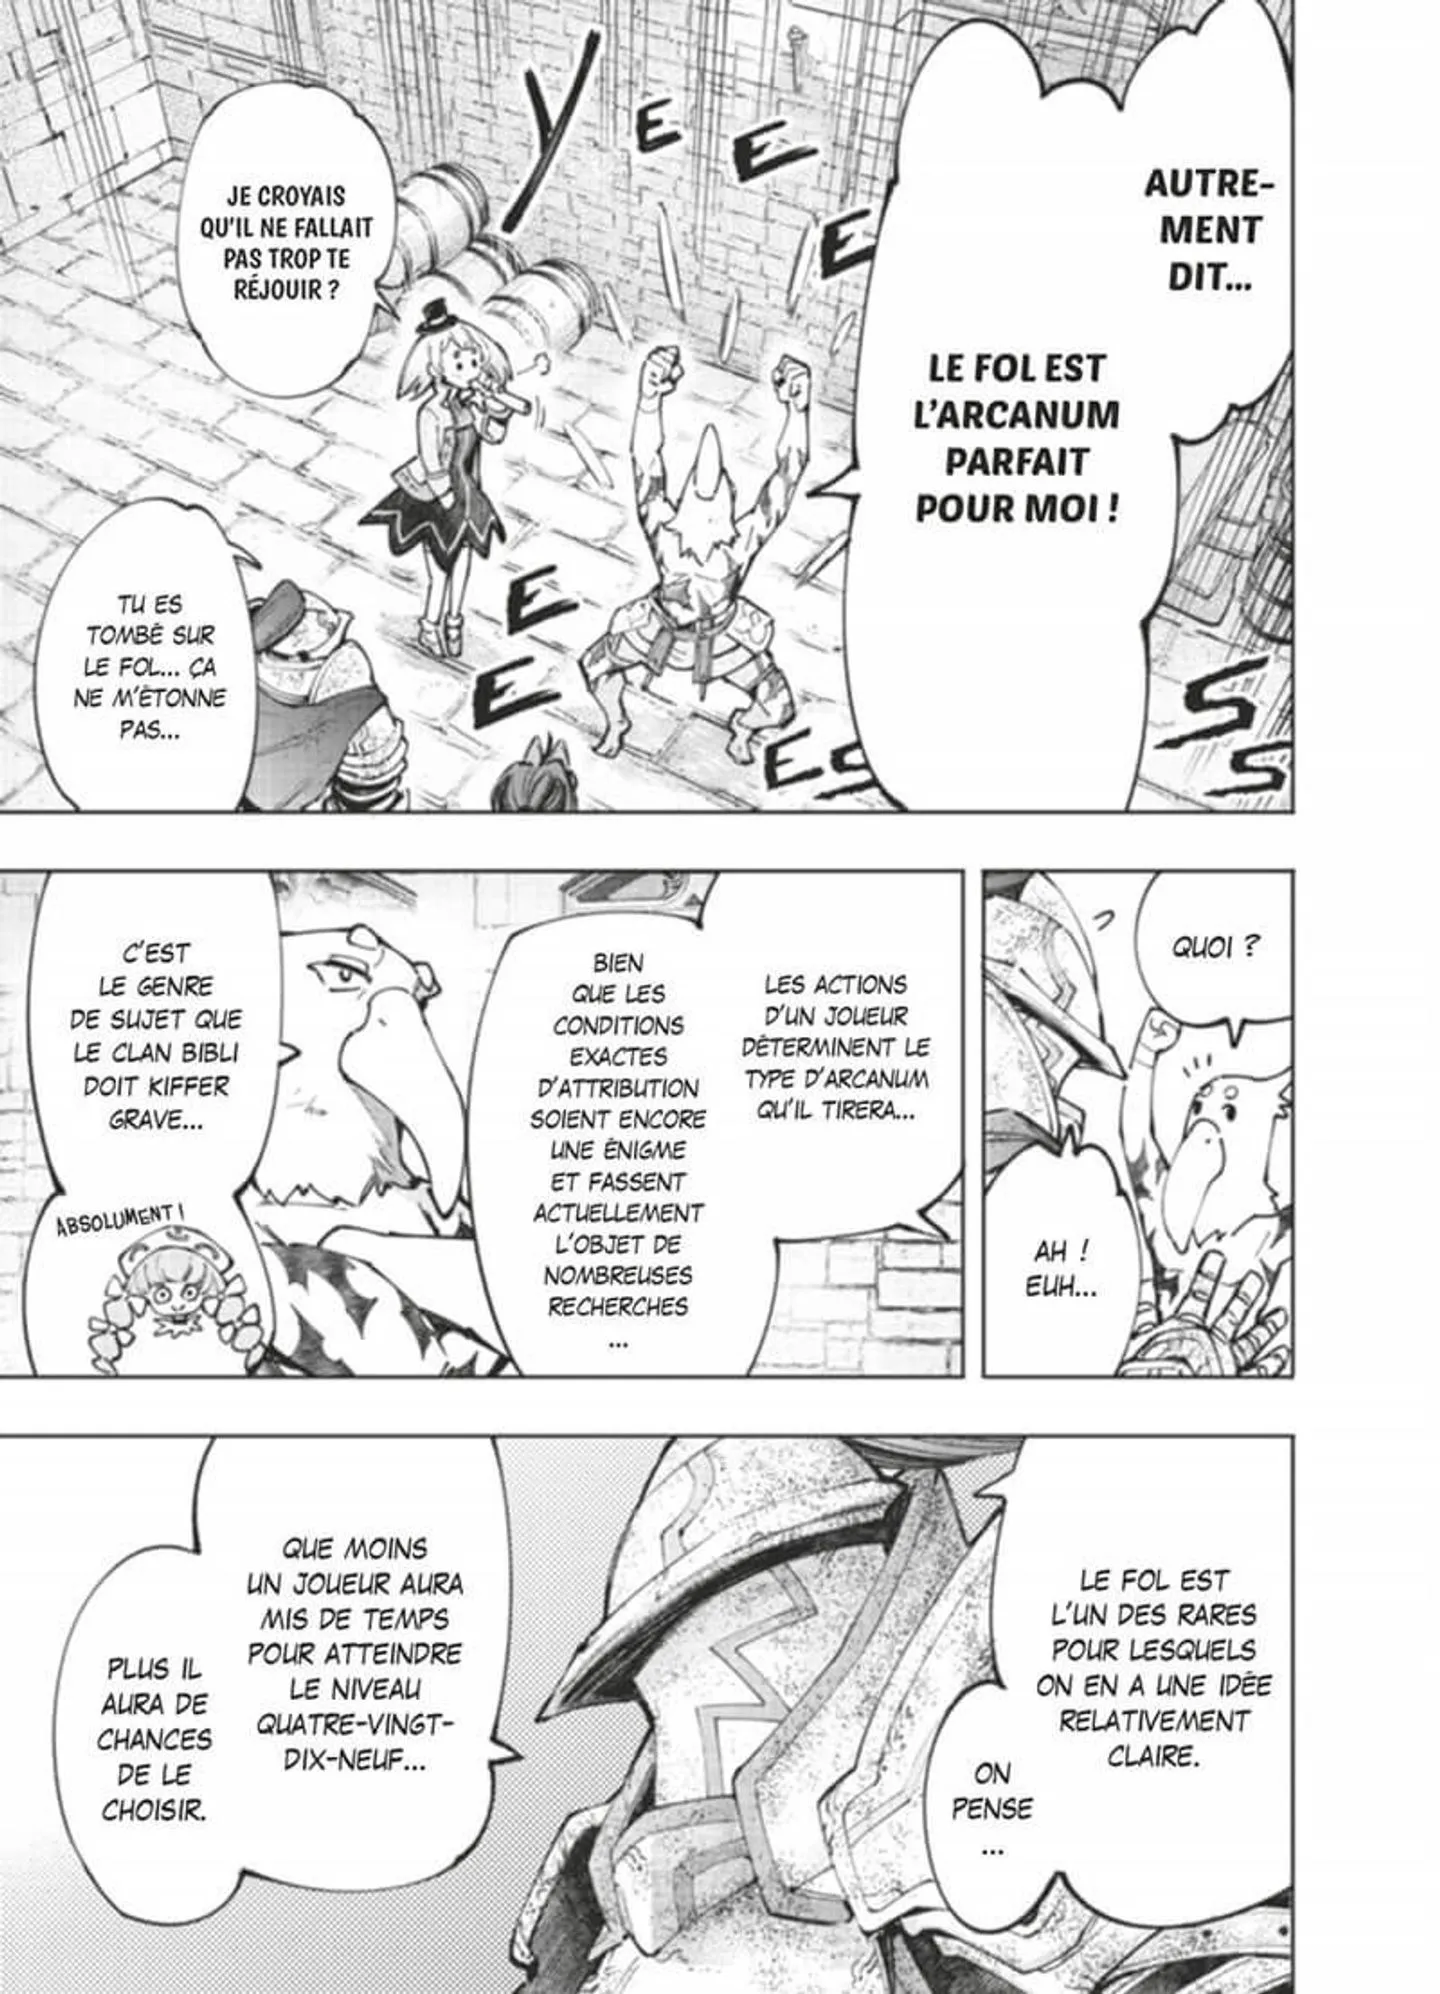 AUTRE-
MENT
DIT...
LE FOL EST
L'ARCANUM
PARFAIT
POUR MOI !
YEEEEEEESSS
JE CROYAIS
QU'IL NE FALLAIT
PAS TROP TE
RÉJOUIR ?
TU ES
TOMBÉ SUR
LE FOL... ÇA
NE M'ÉTONNE
PAS...
QUOI ?
AH !
EUH...
LES ACTIONS
D'UN JOUEUR
DÉTERMINENT LE
TYPE D'ARCANUM
QU'IL TIRERA...
BIEN
QUE LES
CONDITIONS
EXACTES
D'ATTRIBUTION
SOIENT ENCORE
UNE ÉNIGME
ET FASSENT
ACTUELLEMENT
L'OBJET DE
NOMBREUSES
RECHERCHES
...
C'EST
LE GENRE
DE SUJET QUE
LE CLAN BIBLI
DOIT KIFFER
GRAVE...
ABSOLUMENT !
LE FOL EST
L'UN DES RARES
POUR LESQUELS
ON EN A UNE IDÉE
RELATIVEMENT
CLAIRE.
ON
PENSE
...
QUE MOINS
UN JOUEUR AURA
MIS DE TEMPS
POUR ATTEINDRE
LE NIVEAU
QUATRE-VINGT-
DIX-NEUF...
PLUS IL
AURA DE
CHANCES
DE LE
CHOISIR.